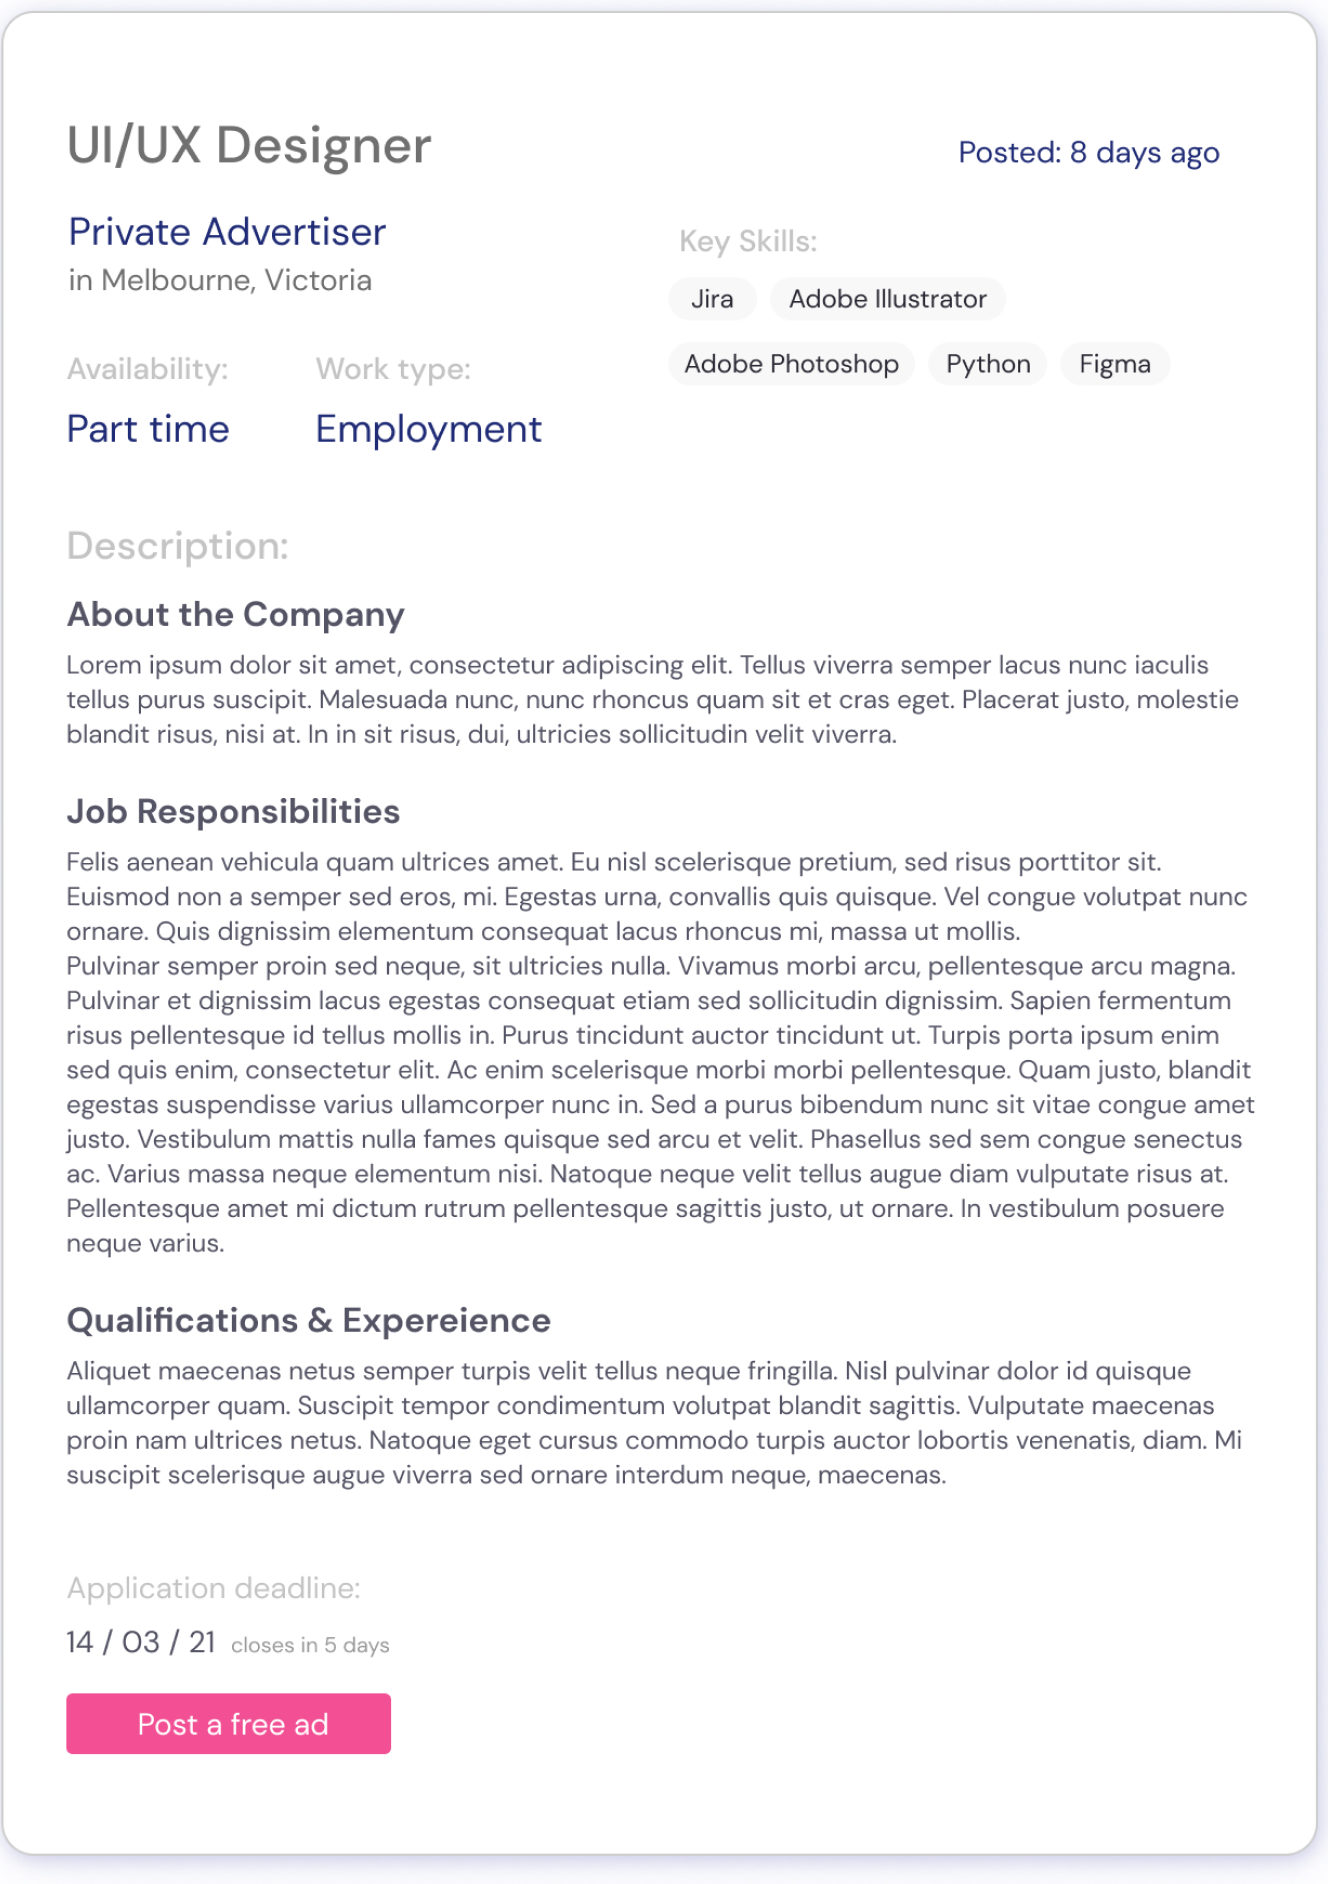 UI/UX Designer
Posted: 8 days ago
Private Advertiser
in Melbourne, Victoria
Key Skills:
Jira
Adobe Illustrator
Adobe Photoshop
Python
Figma
Availability:
Work type:
Part time
Employment
Description:
About the Company
Lorem ipsum dolor sit amet, consectetur adipiscing elit. Tellus viverra semper lacus nunc iaculis
tellus purus suscipit. Malesuada nunc, nunc rhoncus quam sit et cras eget. Placerat justo, molestie
blandit risus, nisi at. In in sit risus, dui, ultricies sollicitudin velit viverra.
Job Responsibilities
Felis aenean vehicula quam ultrices amet. Eu nisl scelerisque pretium, sed risus porttitor sit.
Euismod non a semper sed eros, mi. Egestas urna, convallis quis quisque. Vel congue volutpat nunc
ornare. Quis dignissim elementum consequat lacus rhoncus mi, massa ut mollis.
Pulvinar semper proin sed neque, sit ultricies nulla. Vivamus morbi arcu, pellentesque arcu magna.
Pulvinar et dignissim lacus egestas consequat etiam sed sollicitudin dignissim. Sapien fermentum
risus pellentesque id tellus mollis in. Purus tincidunt auctor tincidunt ut. Turpis porta ipsum enim
sed quis enim, consectetur elit. Ac enim scelerisque morbi morbi pellentesque. Quam justo, blandit
egestas suspendisse varius ullamcorper nunc in. Sed a purus bibendum nunc sit vitae congue amet
justo. Vestibulum mattis nulla fames quisque sed arcu et velit. Phasellus sed sem congue senectus
ac. Varius massa neque elementum nisi. Natoque neque velit tellus augue diam vulputate risus at.
Pellentesque amet mi dictum rutrum pellentesque sagittis justo, ut ornare. In vestibulum posuere
neque varius.
Qualifications & Expereience
Aliquet maecenas netus semper turpis velit tellus neque fringilla. Nisl pulvinar dolor id quisque
ullamcorper quam. Suscipit tempor condimentum volutpat blandit sagittis. Vulputate maecenas
proin nam ultrices netus. Natoque eget cursus commodo turpis auctor lobortis venenatis, diam. Mi
suscipit scelerisque augue viverra sed ornare interdum neque, maecenas.
Application deadline:
14 / 03 / 21 closes in 5 days
Post a free ad